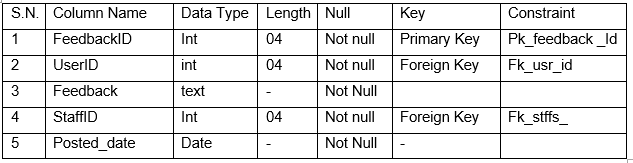 S.N. Column Name Data Type Length Null Key Constraint
1 FeedbackID Int 04 Not null Primary Key Pk_feedback _Id
2 UserID int 04 Not null Foreign Key Fk_usr_id
3 Feedback text - Not Null
4 StaffID Int 04 Not null Foreign Key Fk_stffs_
5 Posted_date Date - Not Null -